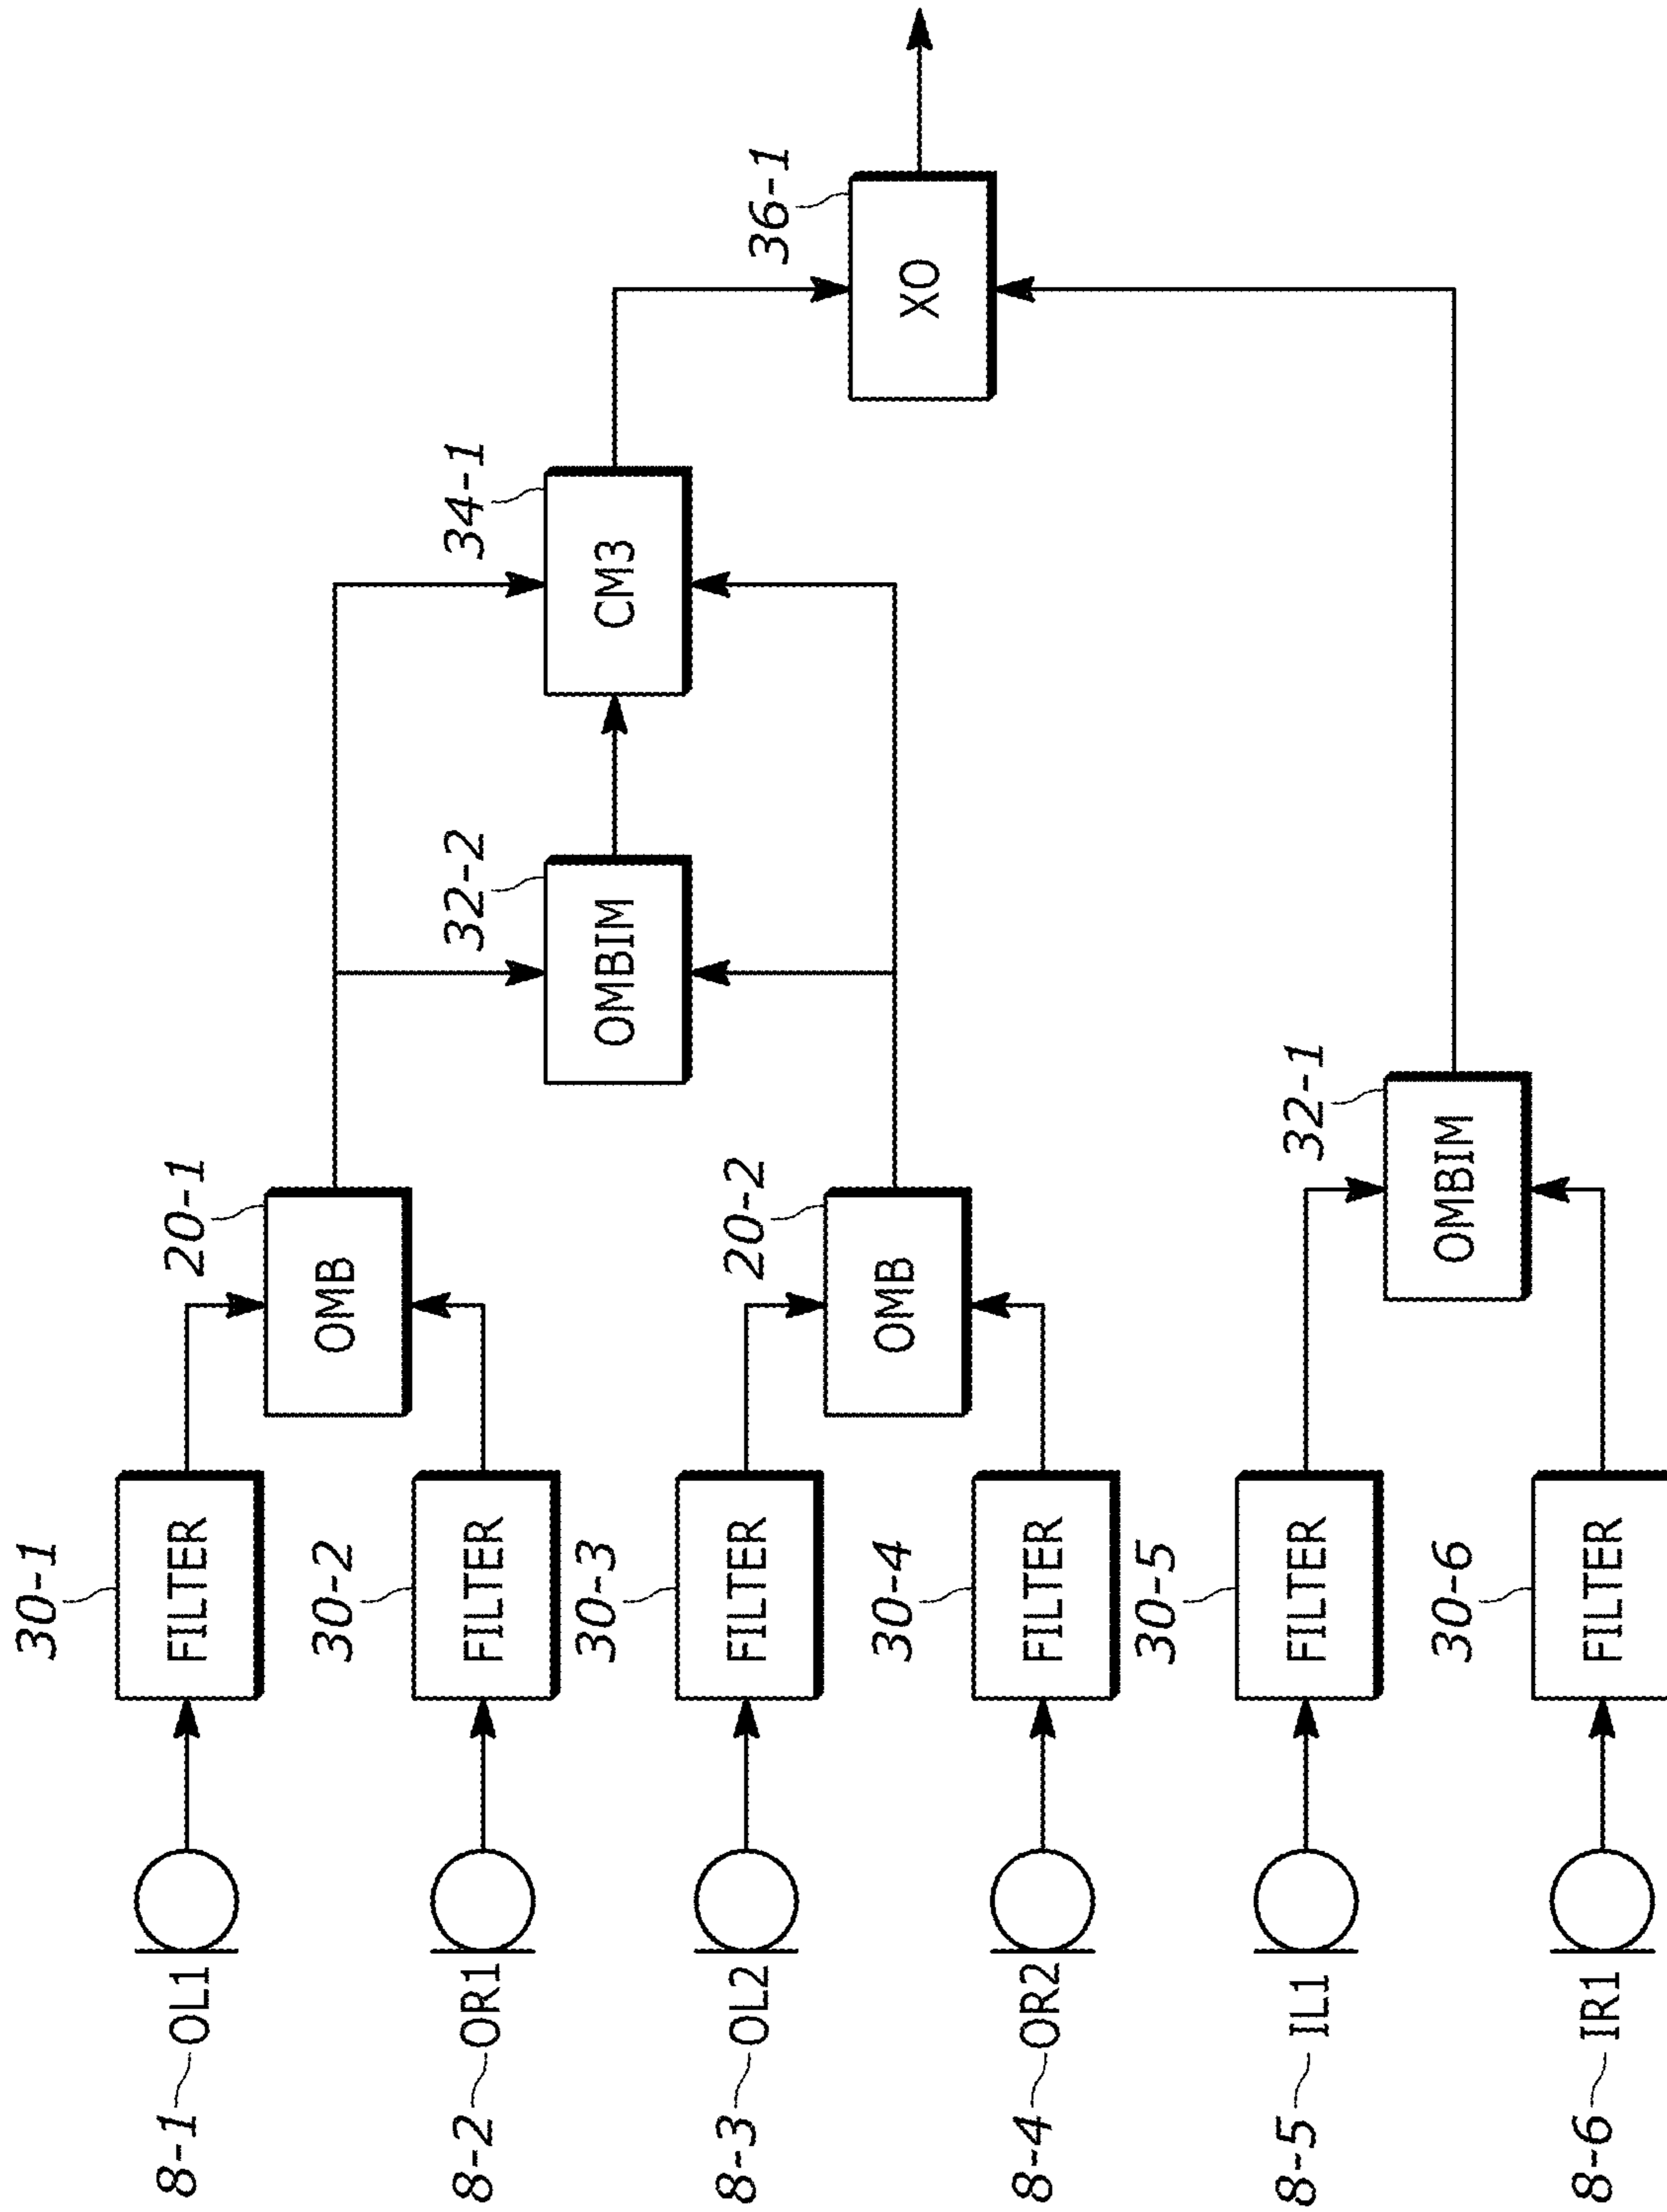 8-1 OL1
30-1
FILTER
8-2 OR1
30-2
FILTER
20-1
OMB
8-3 OL2
30-3
FILTER
8-4 OR2
30-4
FILTER
20-2
OMB
32-2
OMBIM
34-1
CM3
8-5 IL1
30-5
FILTER
8-6 IR1
30-6
FILTER
32-1
OMBIM
36-1
XO